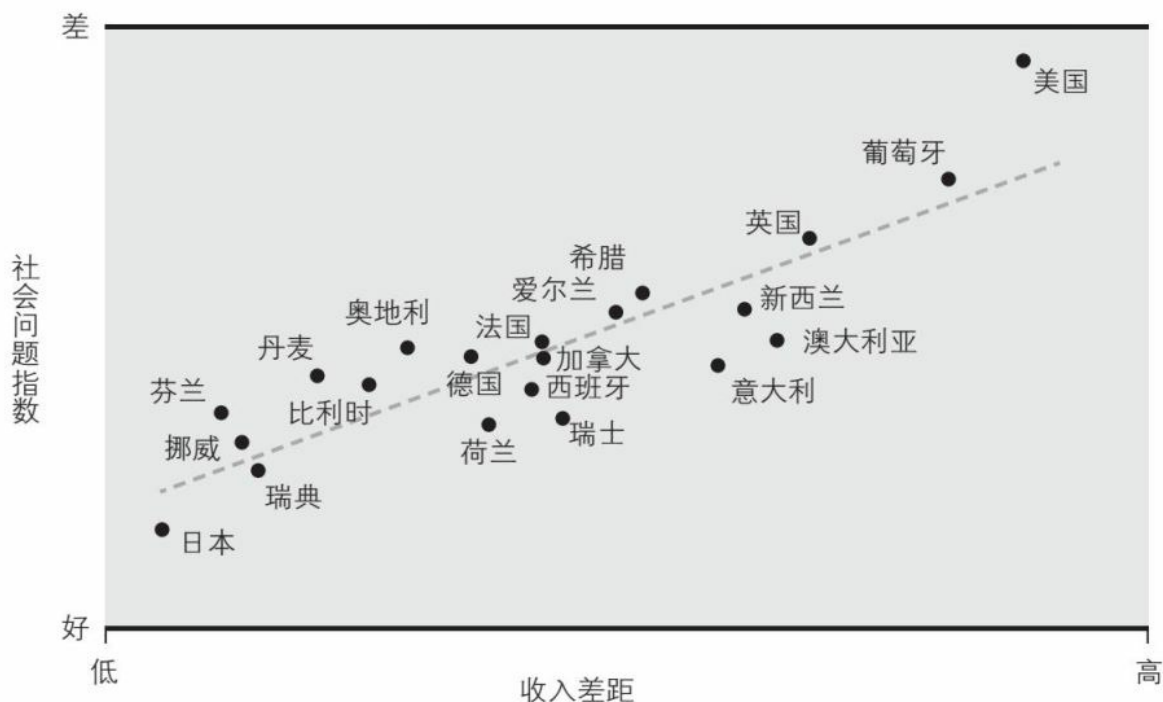 差
美国
葡萄牙
英国
希腊
爱尔兰
新西兰
奥地利
法国
澳大利亚
丹麦
加拿大
德国
西班牙
意大利
芬兰
比利时
挪威
荷兰
瑞士
瑞典
日本
社会问题指数
好
低
高
收入差距